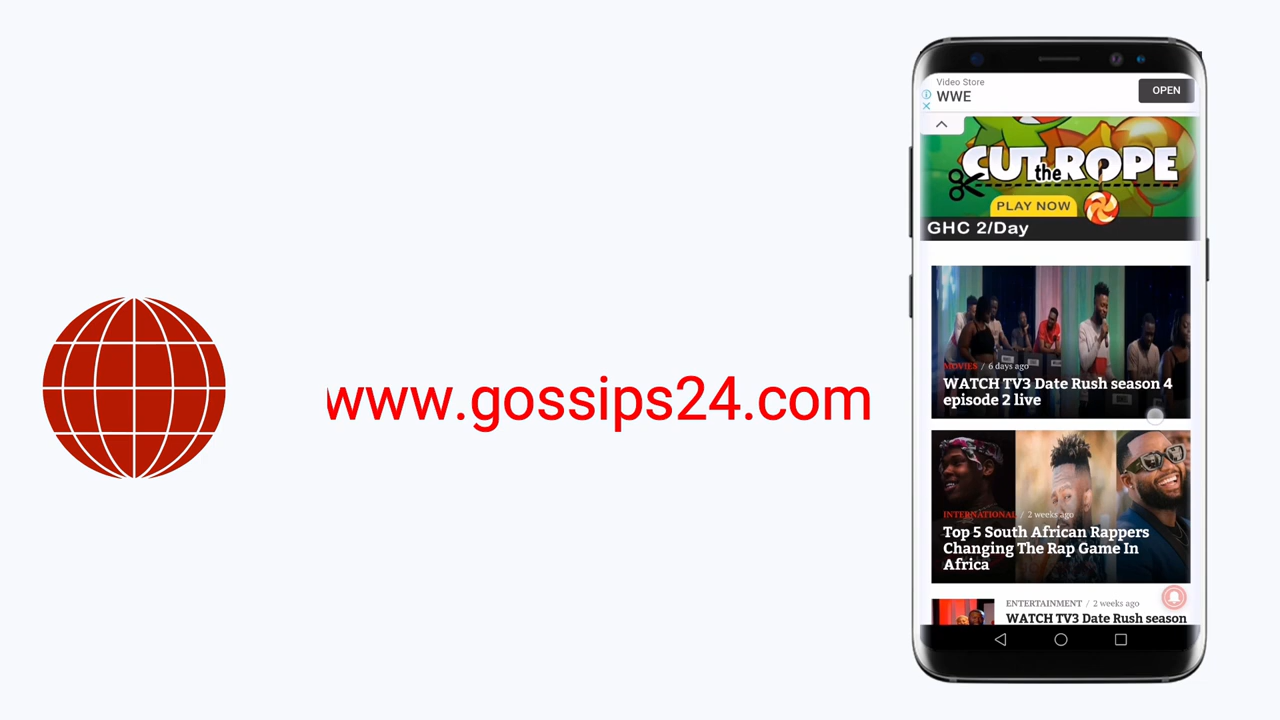 www.gossips24.com
Video Store
WWE
OPEN
CUT the ROPE
PLAY NOW
GHC 2/Day
MOVIES / 6 days ago
WATCH TV3 Date Rush season 4
episode 2 live
INTERNATIONAL / 2 weeks ago
Top 5 South African Rappers
Changing The Rap Game In
Africa
ENTERTAINMENT / 2 weeks ago
WATCH TV3 Date Rush season